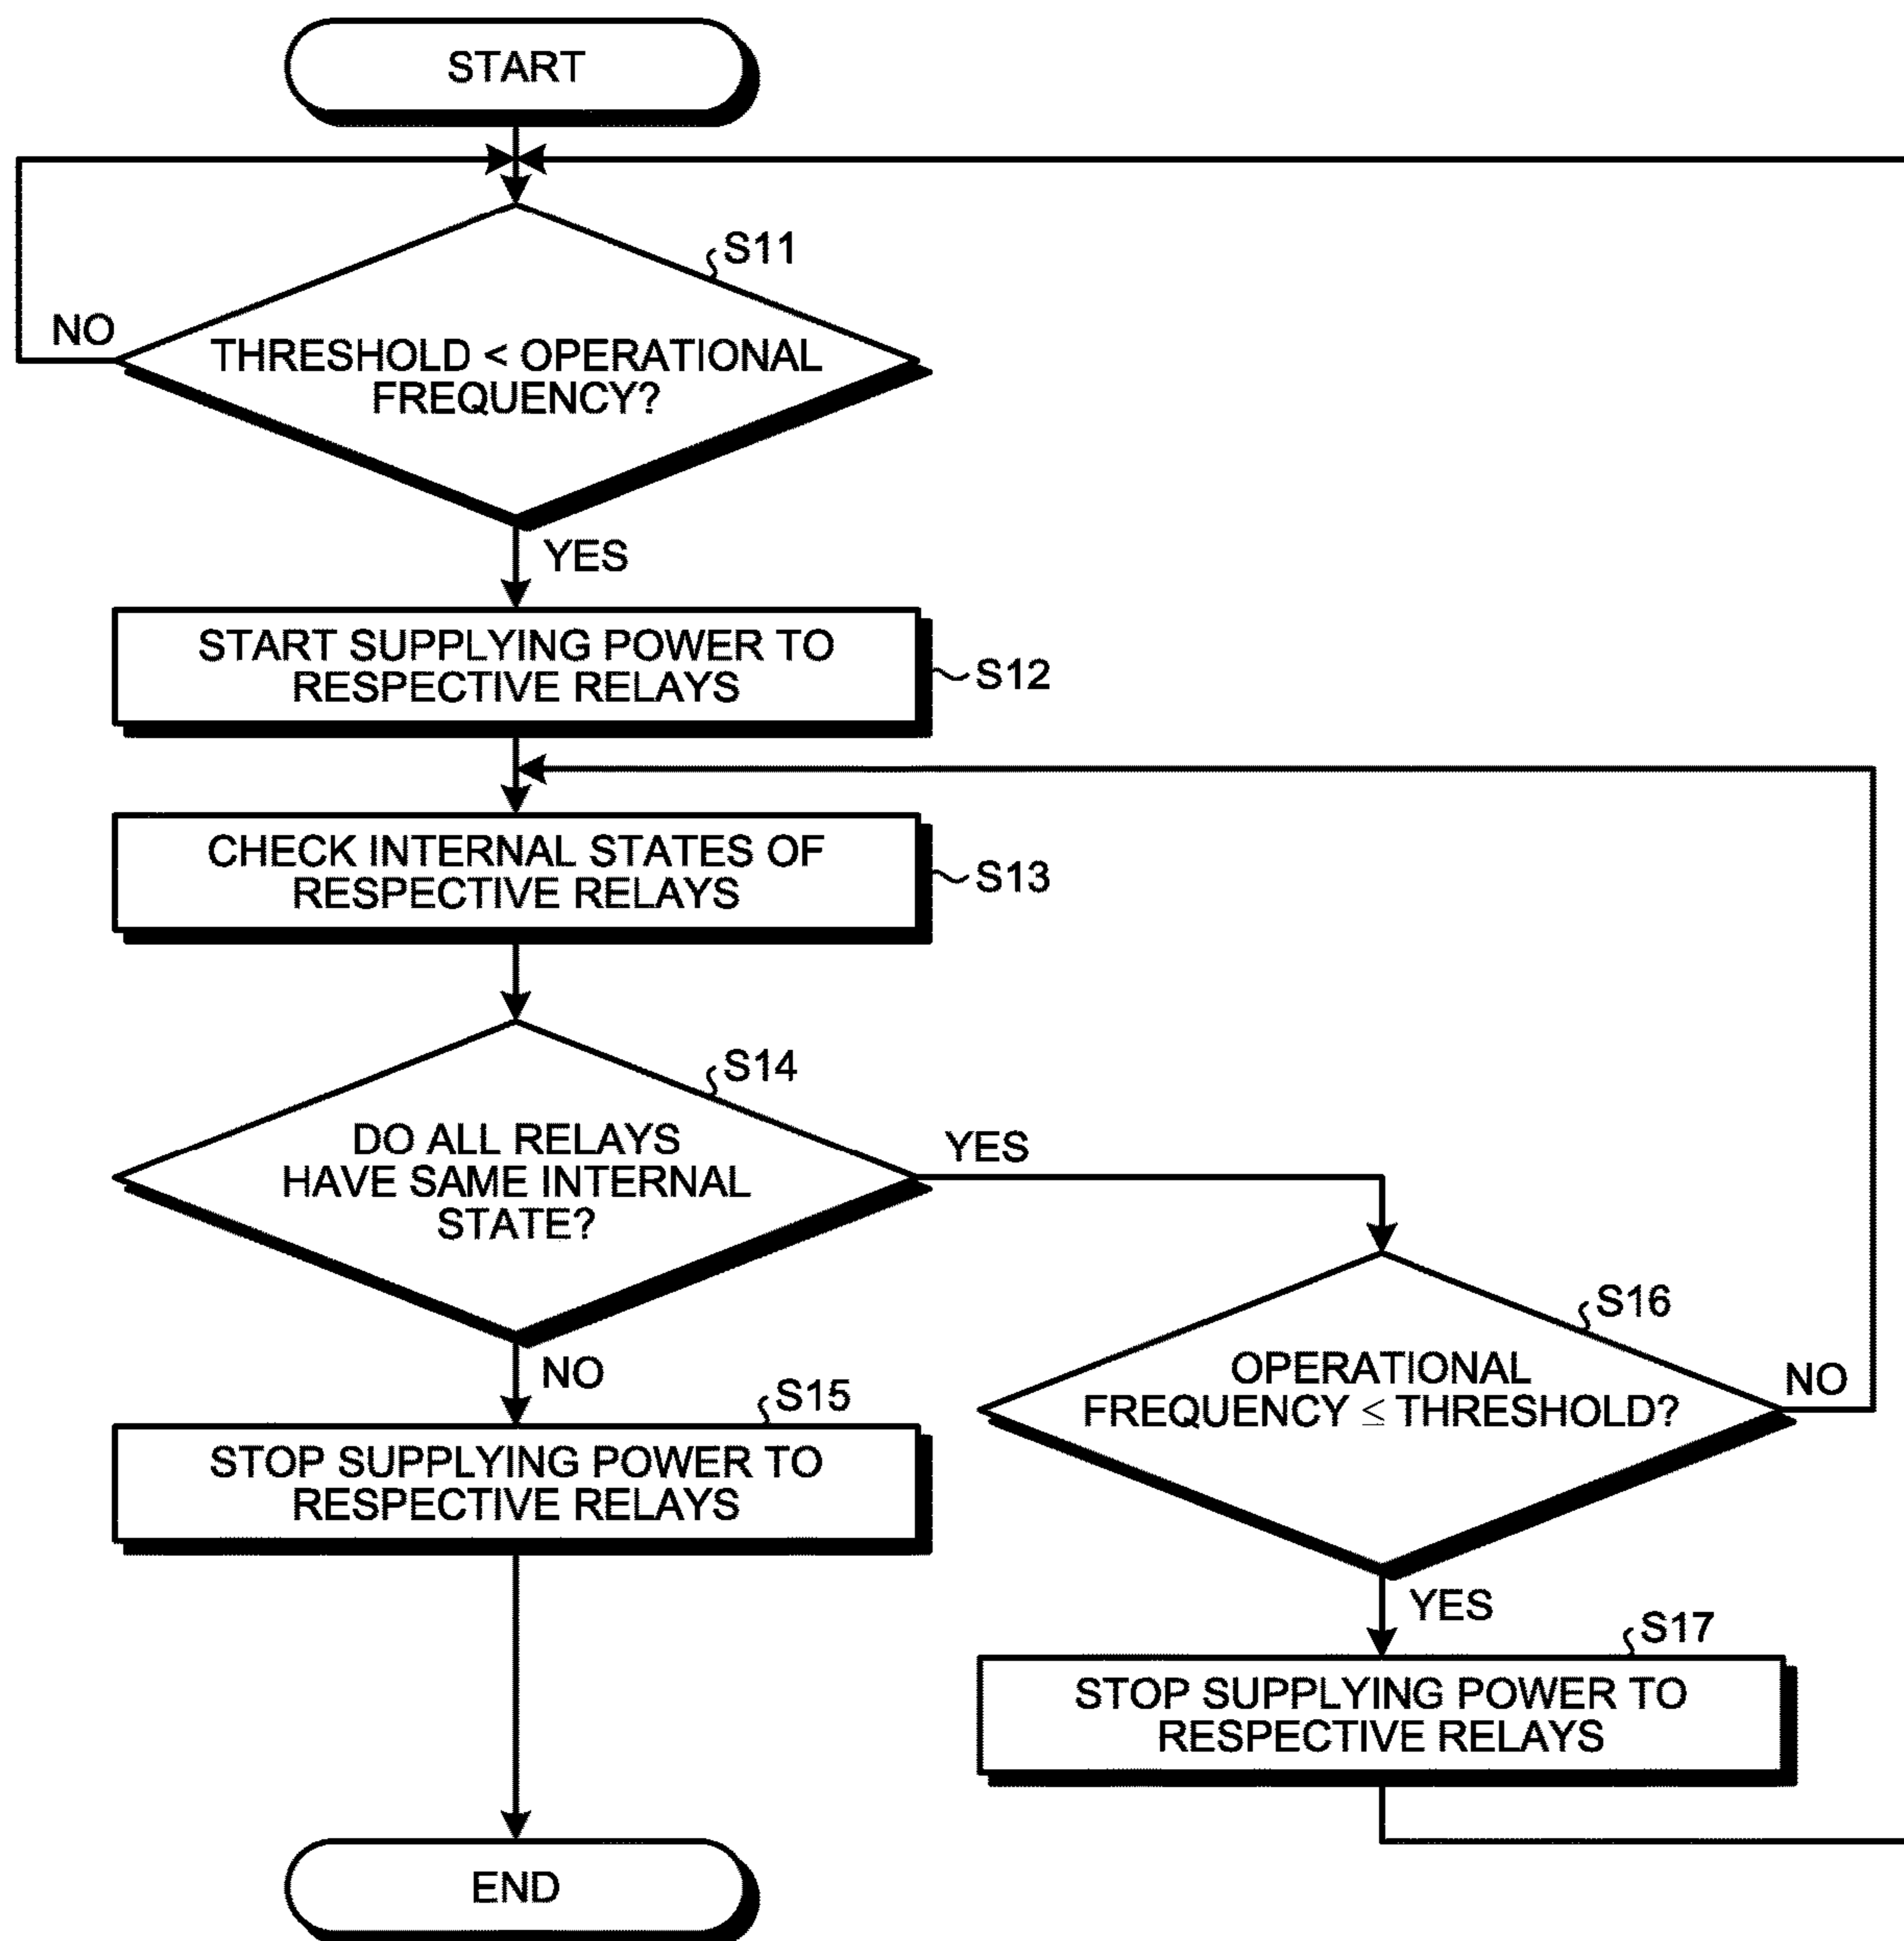 START
S11
NO
THRESHOLD < OPERATIONAL
FREQUENCY?
YES
START SUPPLYING POWER TO
RESPECTIVE RELAYS
S12
CHECK INTERNAL STATES OF
RESPECTIVE RELAYS
S13
S14
DO ALL RELAYS
HAVE SAME INTERNAL
STATE?
YES
NO
S15
STOP SUPPLYING POWER TO
RESPECTIVE RELAYS
S16
OPERATIONAL
FREQUENCY ≤ THRESHOLD?
NO
YES
S17
STOP SUPPLYING POWER TO
RESPECTIVE RELAYS
END